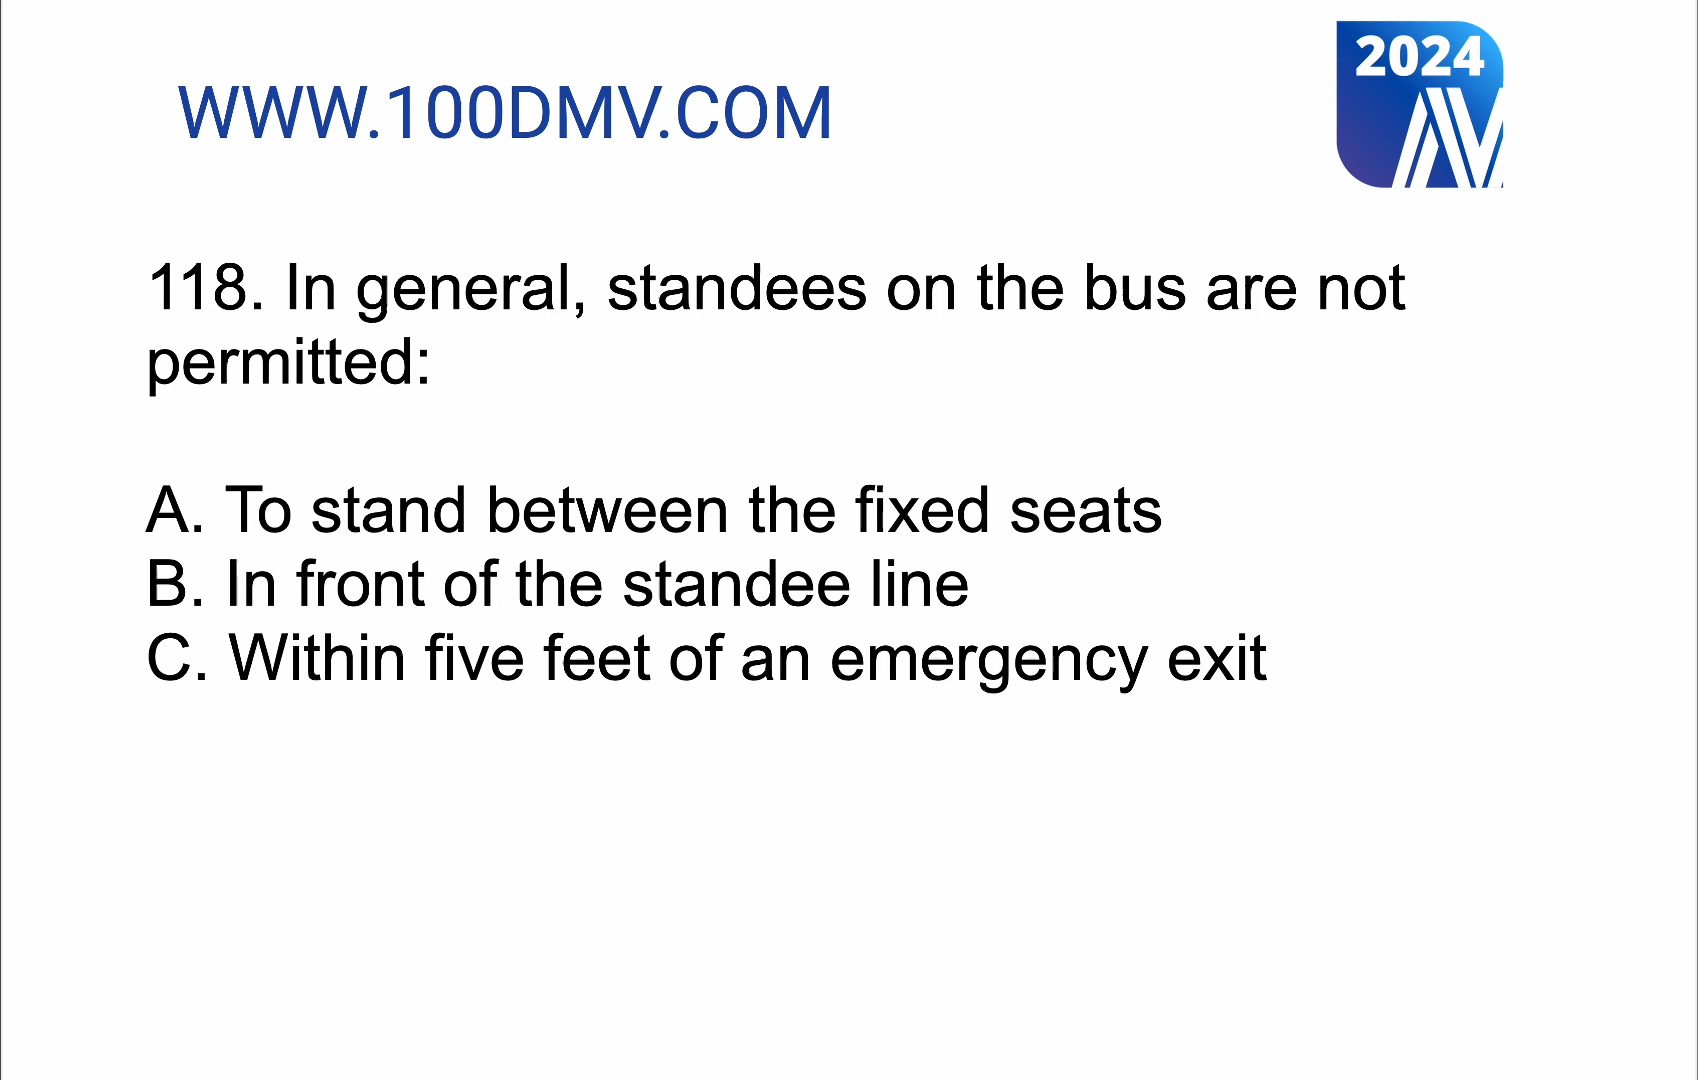 WWW.100DMV.COM
2024
118. In general, standees on the bus are not
permitted:
A. To stand between the fixed seats
B. In front of the standee line
C. Within five feet of an emergency exit